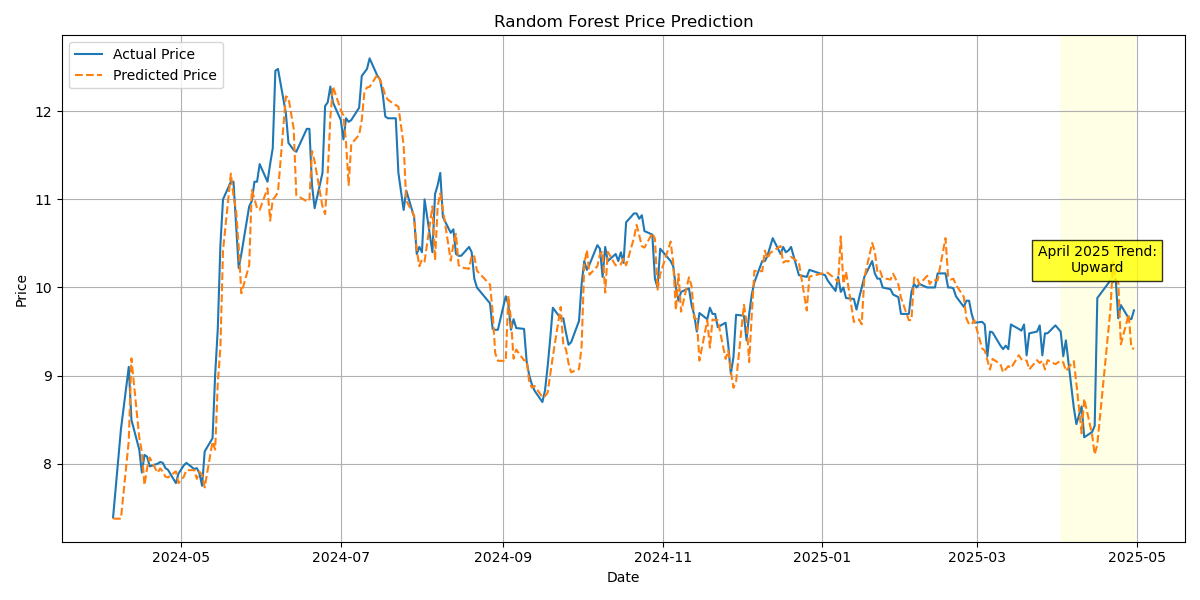 Random Forest Price Prediction
Actual Price
Predicted Price
April 2025 Trend:
Upward
Price
12
11
10
9
8
2024-05
2024-07
2024-09
2024-11
2025-01
2025-03
2025-05
Date